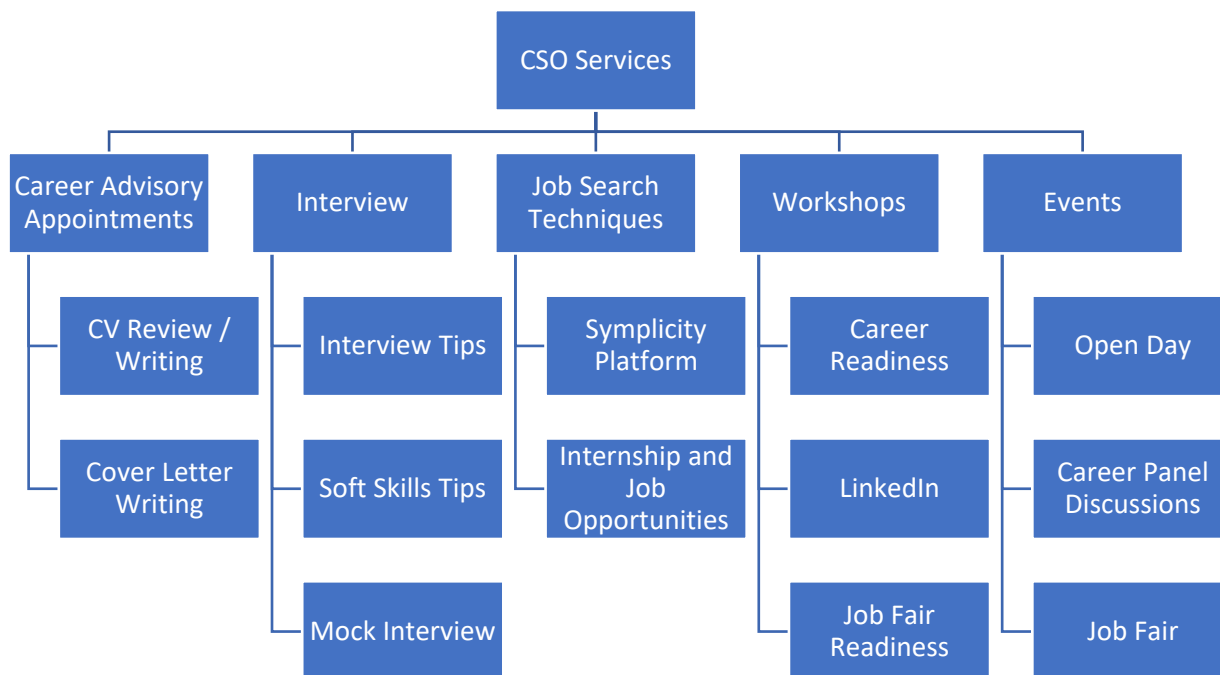 CSO Services
Career Advisory
Appointments
Interview
Job Search
Techniques
Workshops
Events
CV Review /
Writing
Cover Letter
Writing
Interview Tips
Soft Skills Tips
Mock Interview
Symplicity
Platform
Internship and
Job
Opportunities
Career
Readiness
LinkedIn
Job Fair
Readiness
Open Day
Career Panel
Discussions
Job Fair